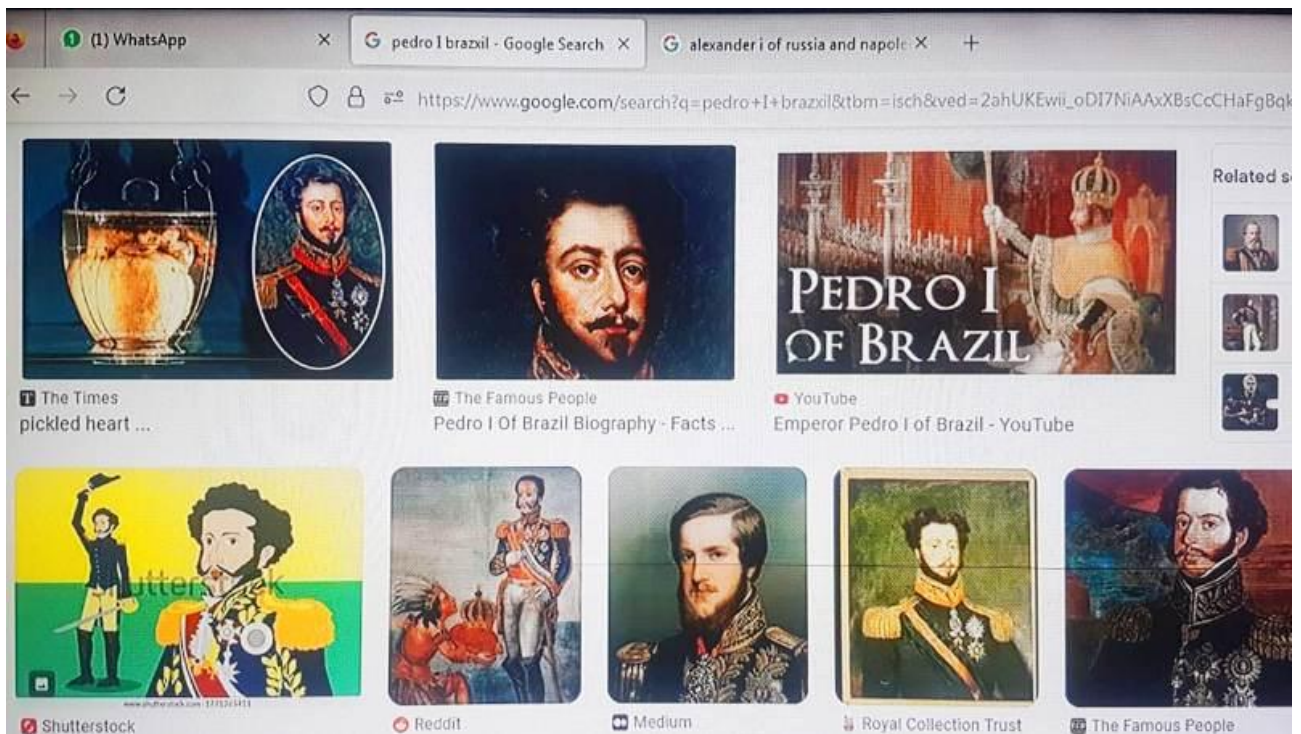 (1) WhatsApp
pedro I brazxil - Google Search
alexander i of russia and napole
https://www.google.com/search?q=pedro+I+brazxil&tbm=isch&ved=2ahUKEwii_oDI7NiAAxXBsCcCHaFgBqk
Related se
PEDRO I
OF BRAZIL
The Times
pickled heart ...
The Famous People
Pedro I Of Brazil Biography - Facts ...
YouTube
Emperor Pedro I of Brazil - YouTube
shutterstock
Shutterstock
Reddit
Medium
Royal Collection Trust
The Famous People